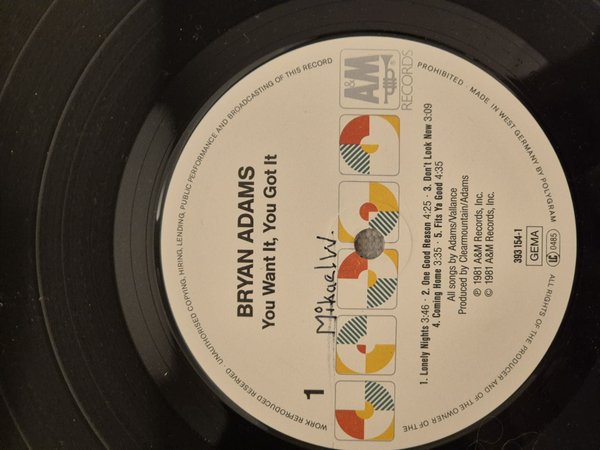 WORK REPRODUCED RESERVED UNAUTHORISED COPYING, HIRING, LENDING, PUBLIC PERFORMANCE AND BROADCASTING OF THIS RECORD PROHIBITED · MADE IN WEST GERMANY BY POLYGRAM
ALL RIGHTS OF THE PRODUCER AND OF THE OWNER OF THE
BRYAN ADAMS
You Want It, You Got It
1
Mikael W.
A&M
®
RECORDS
1. Lonely Nights 3:46 · 2. One Good Reason 4:25 · 3. Don't Look Now 3:09
4. Coming Home 3:35 5. Fits Ya Good 4:35
All songs by Adams/Vallance
Produced by Clearmountain/Adams
℗ 1981 A&M Records, Inc.
© 1981 A&M Records, Inc.
393 154-1
GEMA
LC 0485